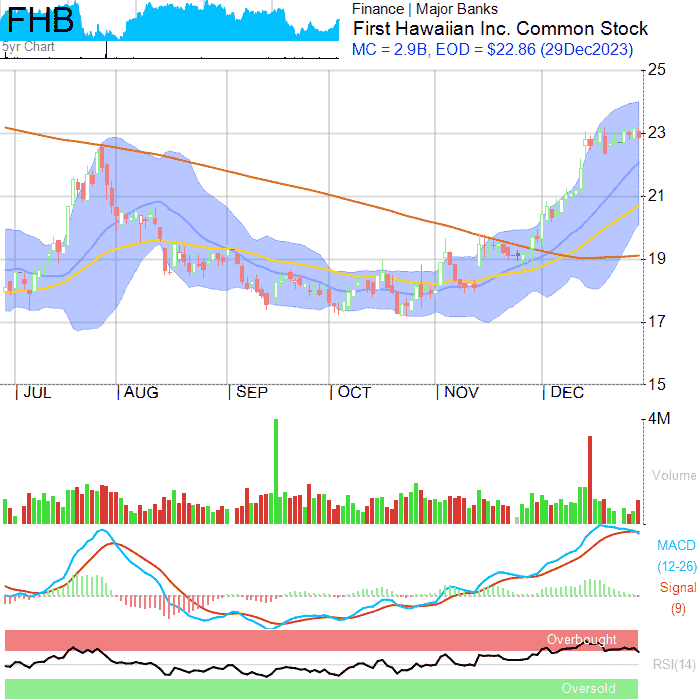 FHB
5yr Chart
Finance | Major Banks
First Hawaiian Inc. Common Stock
MC = 2.9B, EOD = $22.86 (29Dec2023)
25
23
21
19
17
15
JUL AUG SEP OCT NOV DEC
4M
Volume
MACD
(12-26)
Signal
(9)
Overbought
RSI(14)
Oversold